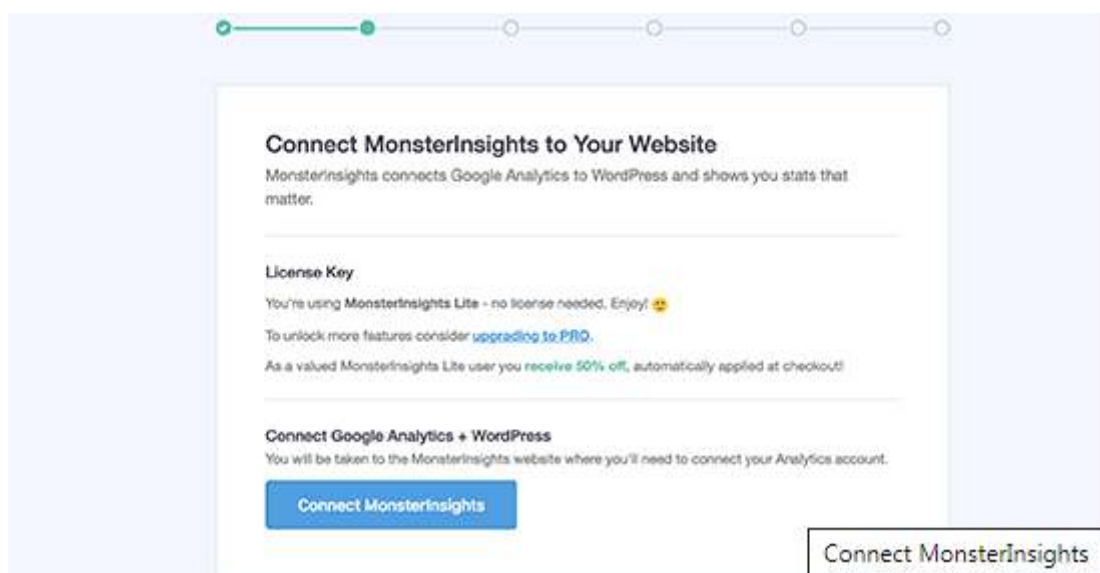 Connect MonsterInsights to Your Website
MonsterInsights connects Google Analytics to WordPress and shows you stats that
matter.
License Key
You're using MonsterInsights Lite - no license needed. Enjoy! 🙂
To unlock more features consider upgrading to PRO.
As a valued MonsterInsights Lite user you receive 50% off, automatically applied at checkout!
Connect Google Analytics + WordPress
You will be taken to the MonsterInsights website where you'll need to connect your Analytics account.
Connect MonsterInsights
Connect MonsterInsights